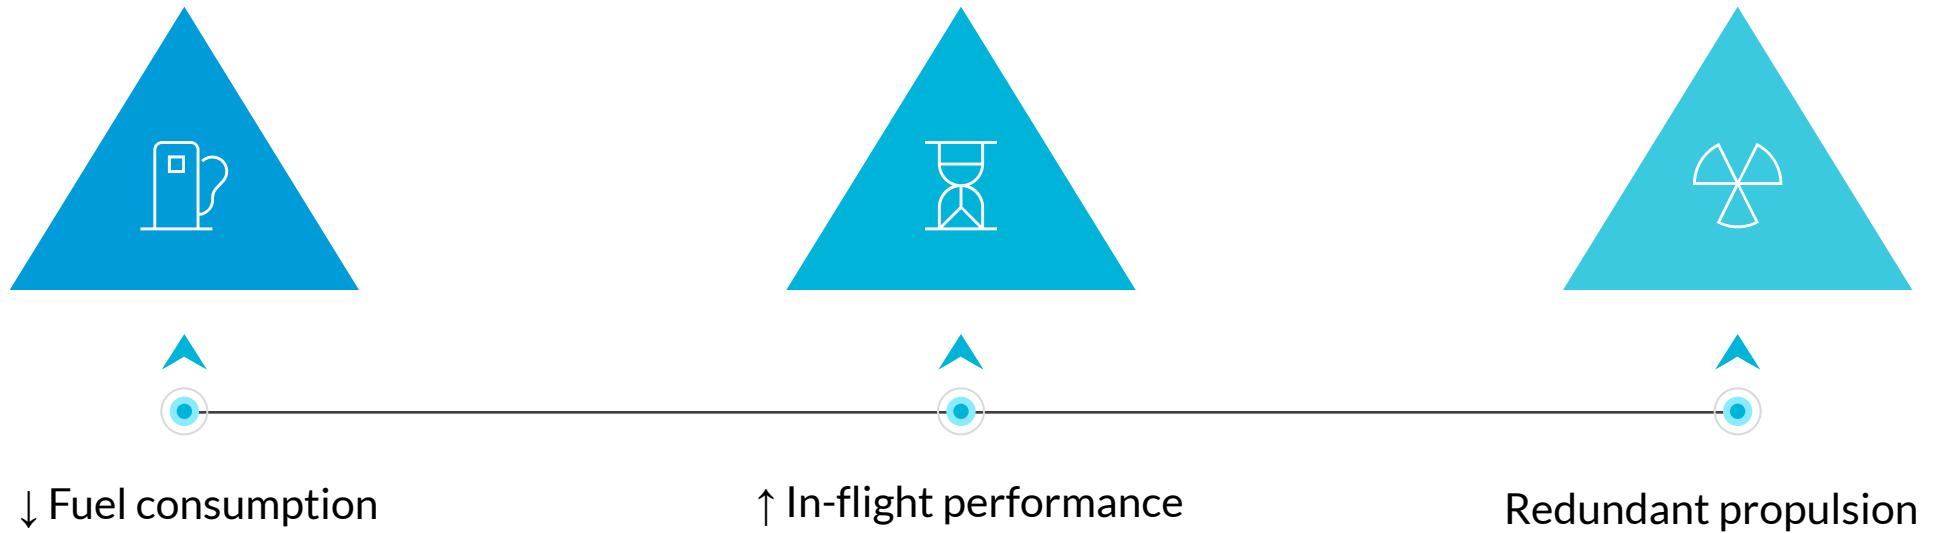 ↓ Fuel consumption
↑ In-flight performance
Redundant propulsion